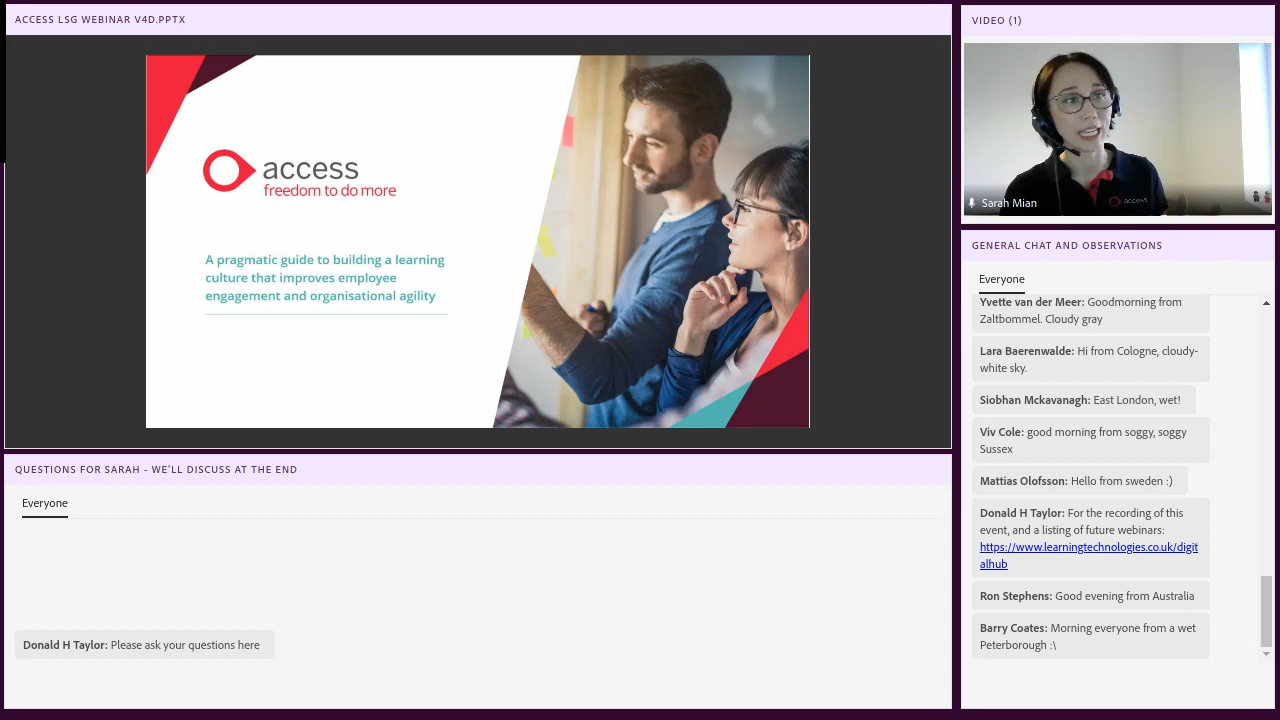 ACCESS LSG WEBINAR V4D.PPTX
access
freedom to do more
A pragmatic guide to building a learning
culture that improves employee
engagement and organisational agility
QUESTIONS FOR SARAH - WE'LL DISCUSS AT THE END
Everyone
Donald H Taylor: Please ask your questions here
VIDEO (1)
access
Sarah Mian
GENERAL CHAT AND OBSERVATIONS
Everyone
Yvette van der Meer: Goodmorning from
Zaltbommel. Cloudy gray
Lara Baerenwalde: Hi from Cologne, cloudy-
white sky.
Siobhan Mckavanagh: East London, wet!
Viv Cole: good morning from soggy, soggy
Sussex
Mattias Olofsson: Hello from sweden :)
Donald H Taylor: For the recording of this
event, and a listing of future webinars:
https://www.learningtechnologies.co.uk/digit
alhub
Ron Stephens: Good evening from Australia
Barry Coates: Morning everyone from a wet
Peterborough :\